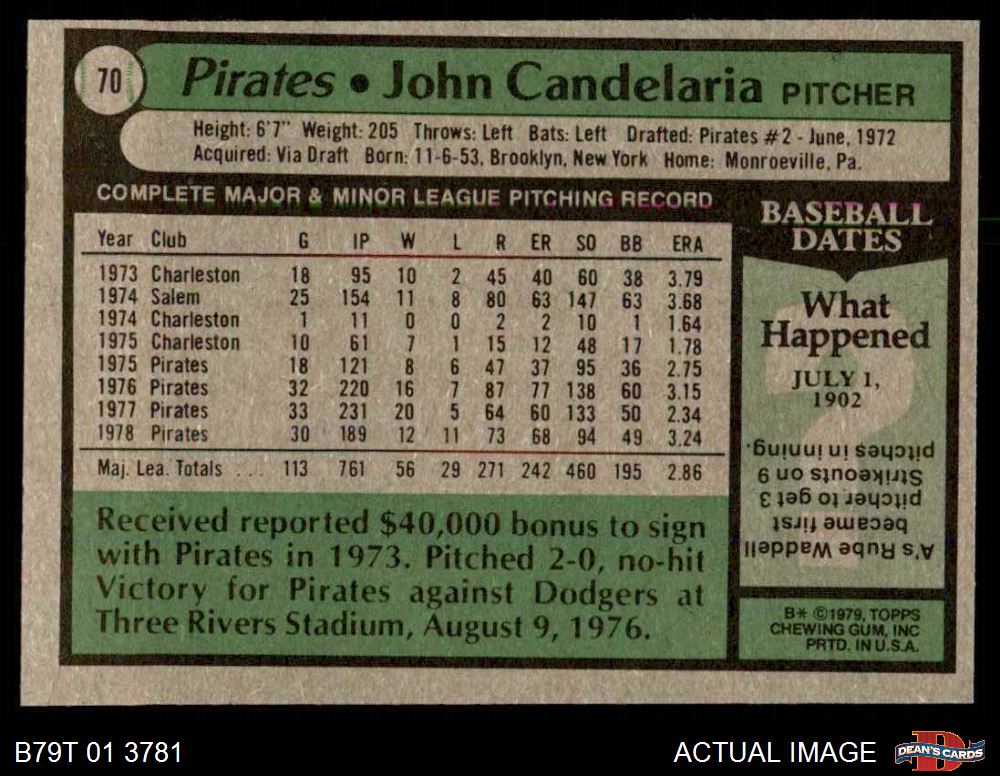 70
Pirates • John Candelaria PITCHER
Height: 6'7" Weight: 205 Throws: Left Bats: Left Drafted: Pirates #2 - June, 1972
Acquired: Via Draft Born: 11-6-53, Brooklyn, New York Home: Monroeville, Pa.
COMPLETE MAJOR & MINOR LEAGUE PITCHING RECORD
Year Club G IP W L R ER SO BB ERA
1973 Charleston 18 95 10 2 45 40 60 38 3.79
1974 Salem 25 154 11 8 80 63 147 63 3.68
1974 Charleston 1 11 0 0 2 2 10 1 1.64
1975 Charleston 10 61 7 1 15 12 48 17 1.78
1975 Pirates 18 121 8 6 47 37 95 36 2.75
1976 Pirates 32 220 16 7 87 77 138 60 3.15
1977 Pirates 33 231 20 5 64 60 133 50 2.34
1978 Pirates 30 189 12 11 73 68 94 49 3.24
Maj. Lea. Totals ... 113 761 56 29 271 242 460 195 2.86
Received reported $40,000 bonus to sign
with Pirates in 1973. Pitched 2-0, no-hit
Victory for Pirates against Dodgers at
Three Rivers Stadium, August 9, 1976.
BASEBALL
DATES
What
Happened
JULY 1,
1902
A's Rube Waddell
became first
pitcher to get 3
Strikeouts on 9
pitches in inning.
B* ©1979, TOPPS
CHEWING GUM, INC
PRTD. IN U.S.A.
B79T 01 3781
ACTUAL IMAGE
DEAN'S CARDS